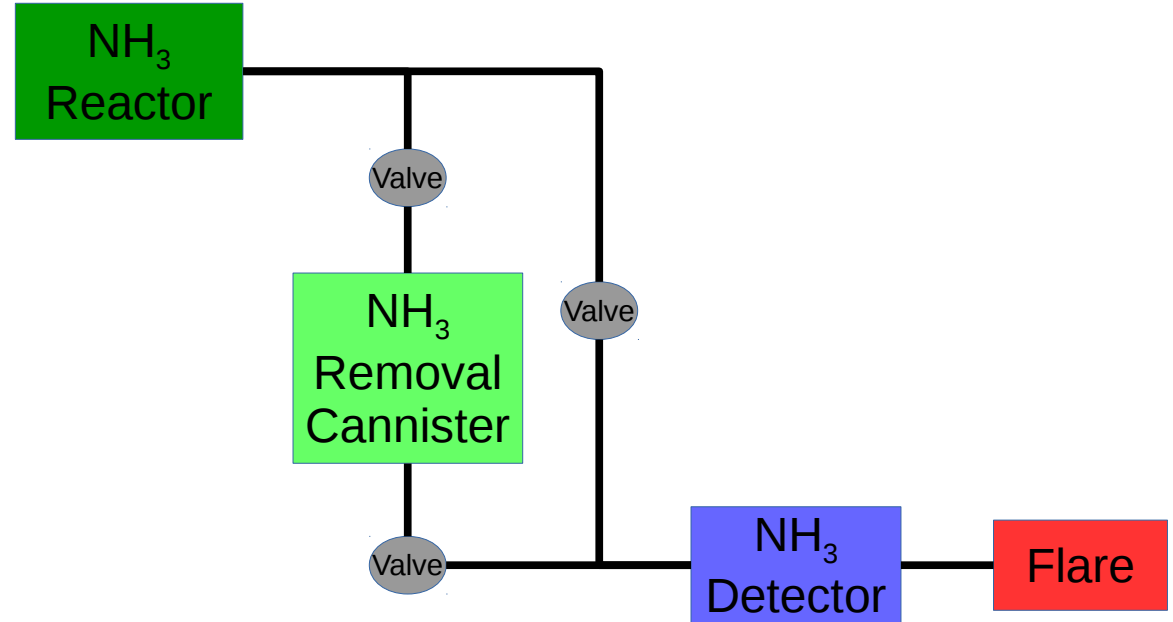 NH₃
Reactor
Valve
NH₃
Removal
Cannister
Valve
Valve
NH₃
Detector
Flare